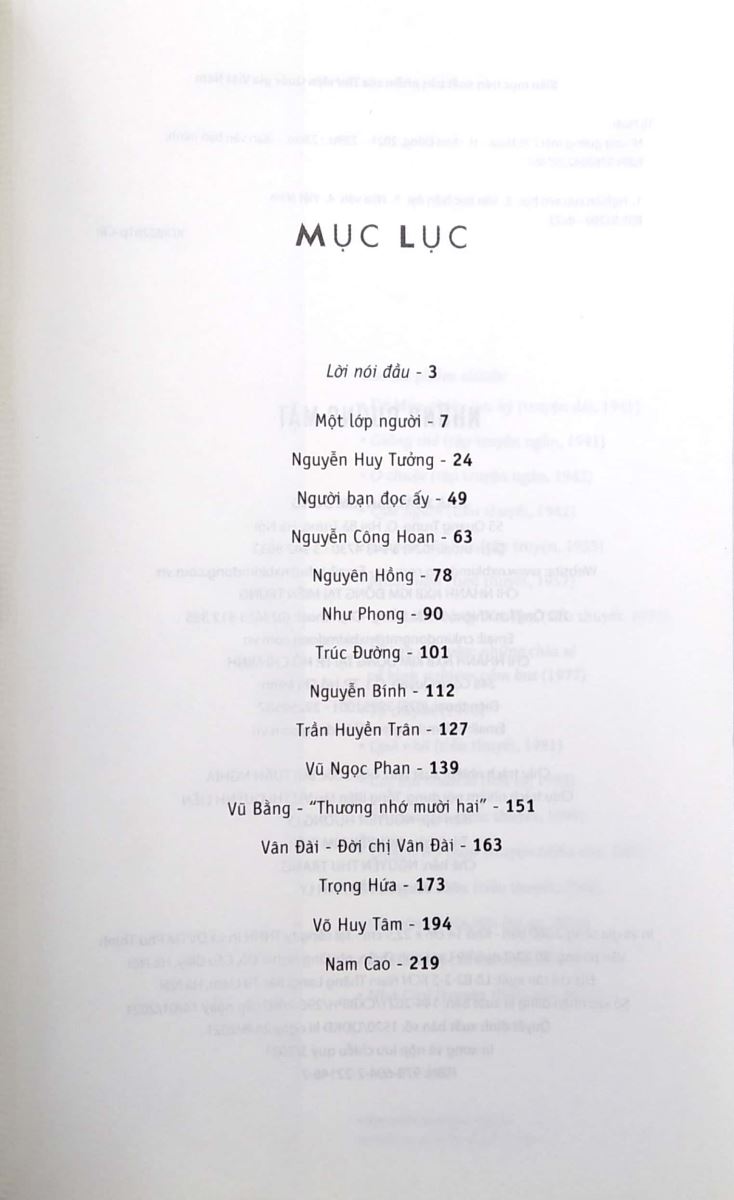 MỤC LỤC
Lời nói đầu - 3
Một lớp người - 7
Nguyễn Huy Tưởng - 24
Người bạn đọc ấy - 49
Nguyễn Công Hoan - 63
Nguyên Hồng - 78
Như Phong - 90
Trúc Đường - 101
Nguyễn Bính - 112
Trần Huyền Trân - 127
Vũ Ngọc Phan - 139
Vũ Bằng - “Thương nhớ mười hai” - 151
Vân Đài - Đời chị Vân Đài - 163
Trọng Hứa - 173
Võ Huy Tâm - 194
Nam Cao - 219